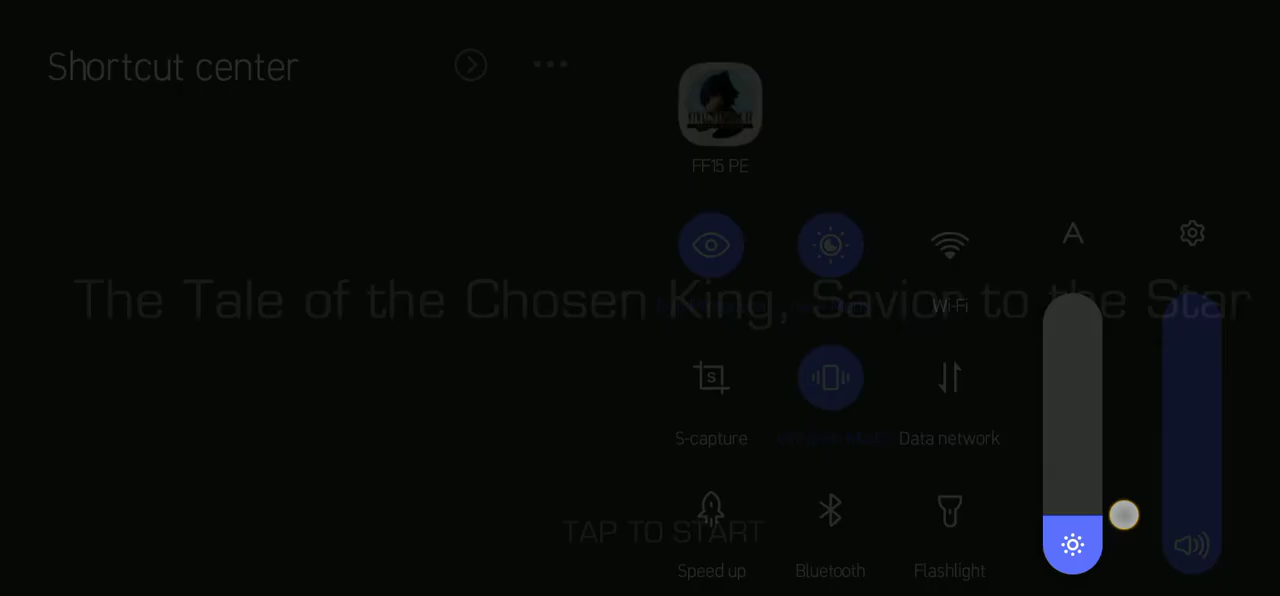 Shortcut center
FF15 PE
The Tale of the Chosen King, Savior to the Star
Wi-Fi
S-capture
Data network
TAP TO START
Speed up
Bluetooth
Flashlight